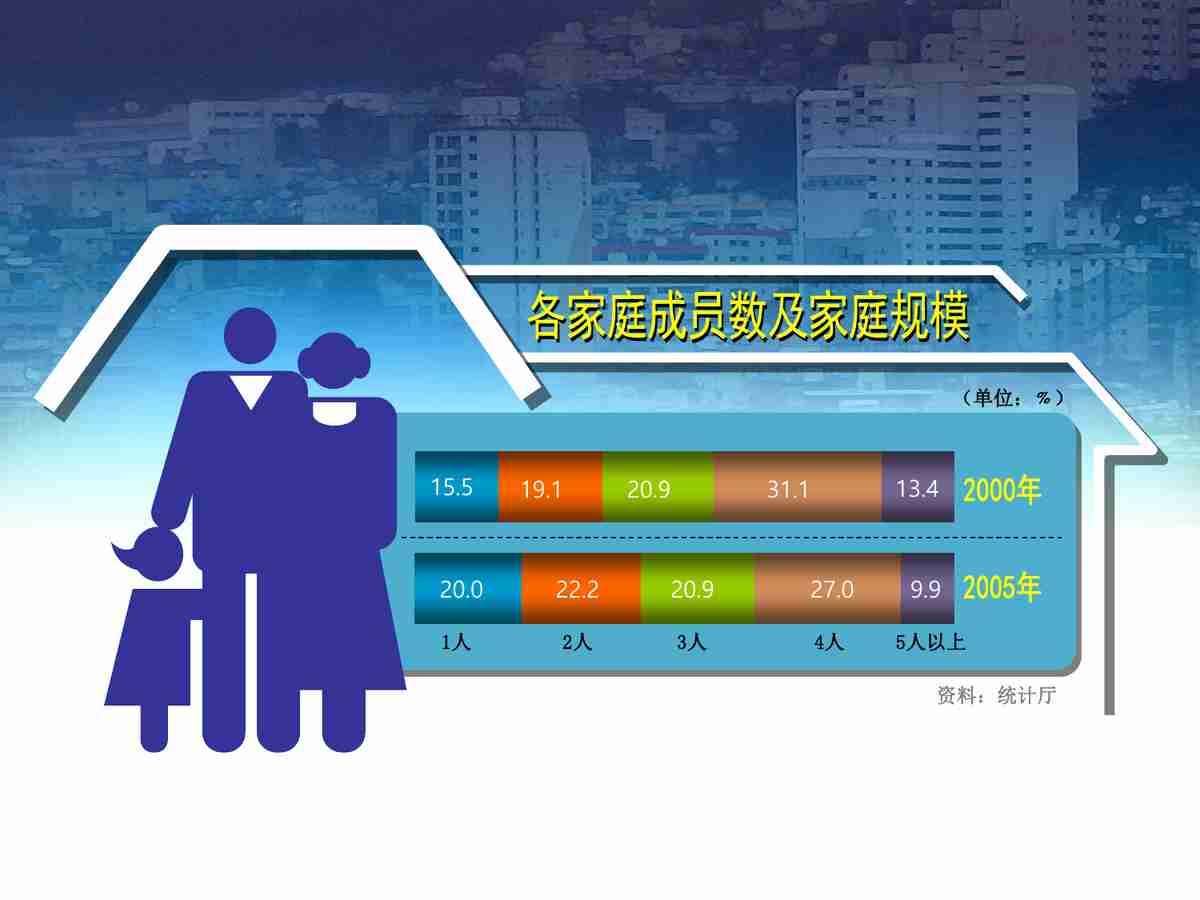 各家庭成员数及家庭规模
（单位：%）
15.5 19.1 20.9 31.1 13.4 2000年
20.0 22.2 20.9 27.0 9.9 2005年
1人 2人 3人 4人 5人以上
资料：统计厅